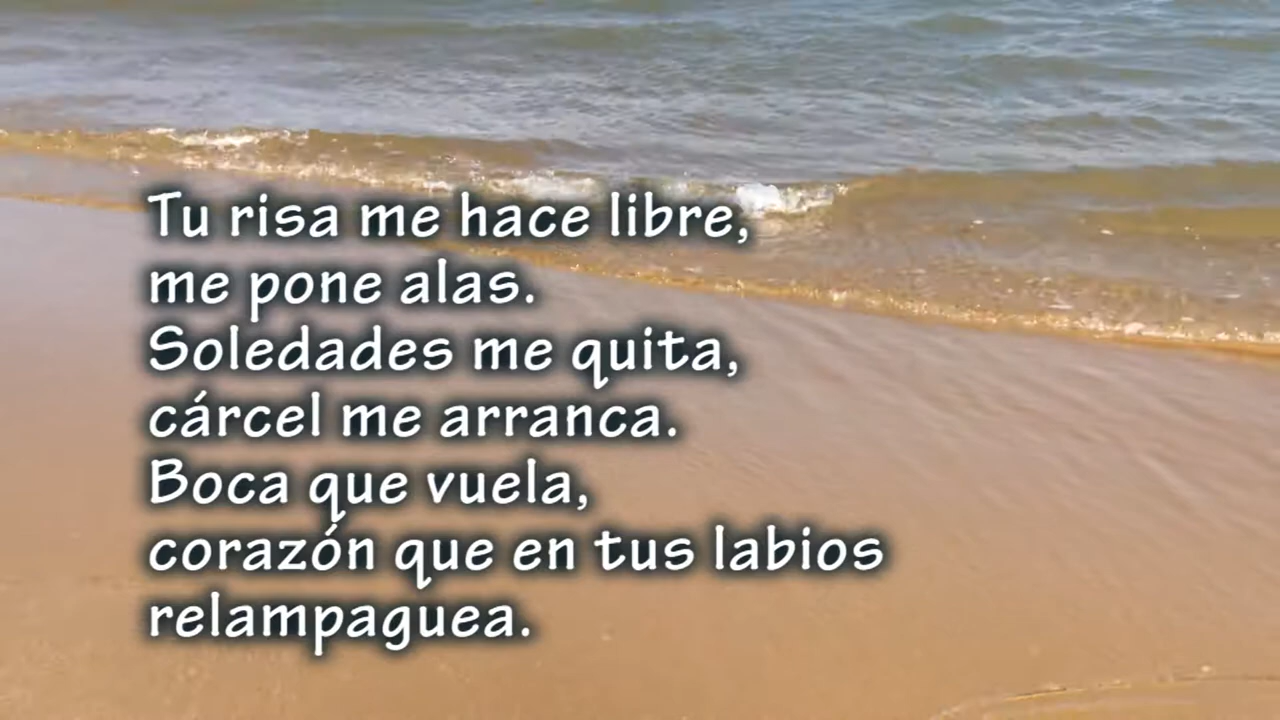 Tu risa me hace libre,
me pone alas.
Soledades me quita,
cárcel me arranca.
Boca que vuela,
corazón que en tus labios
relampaguea.